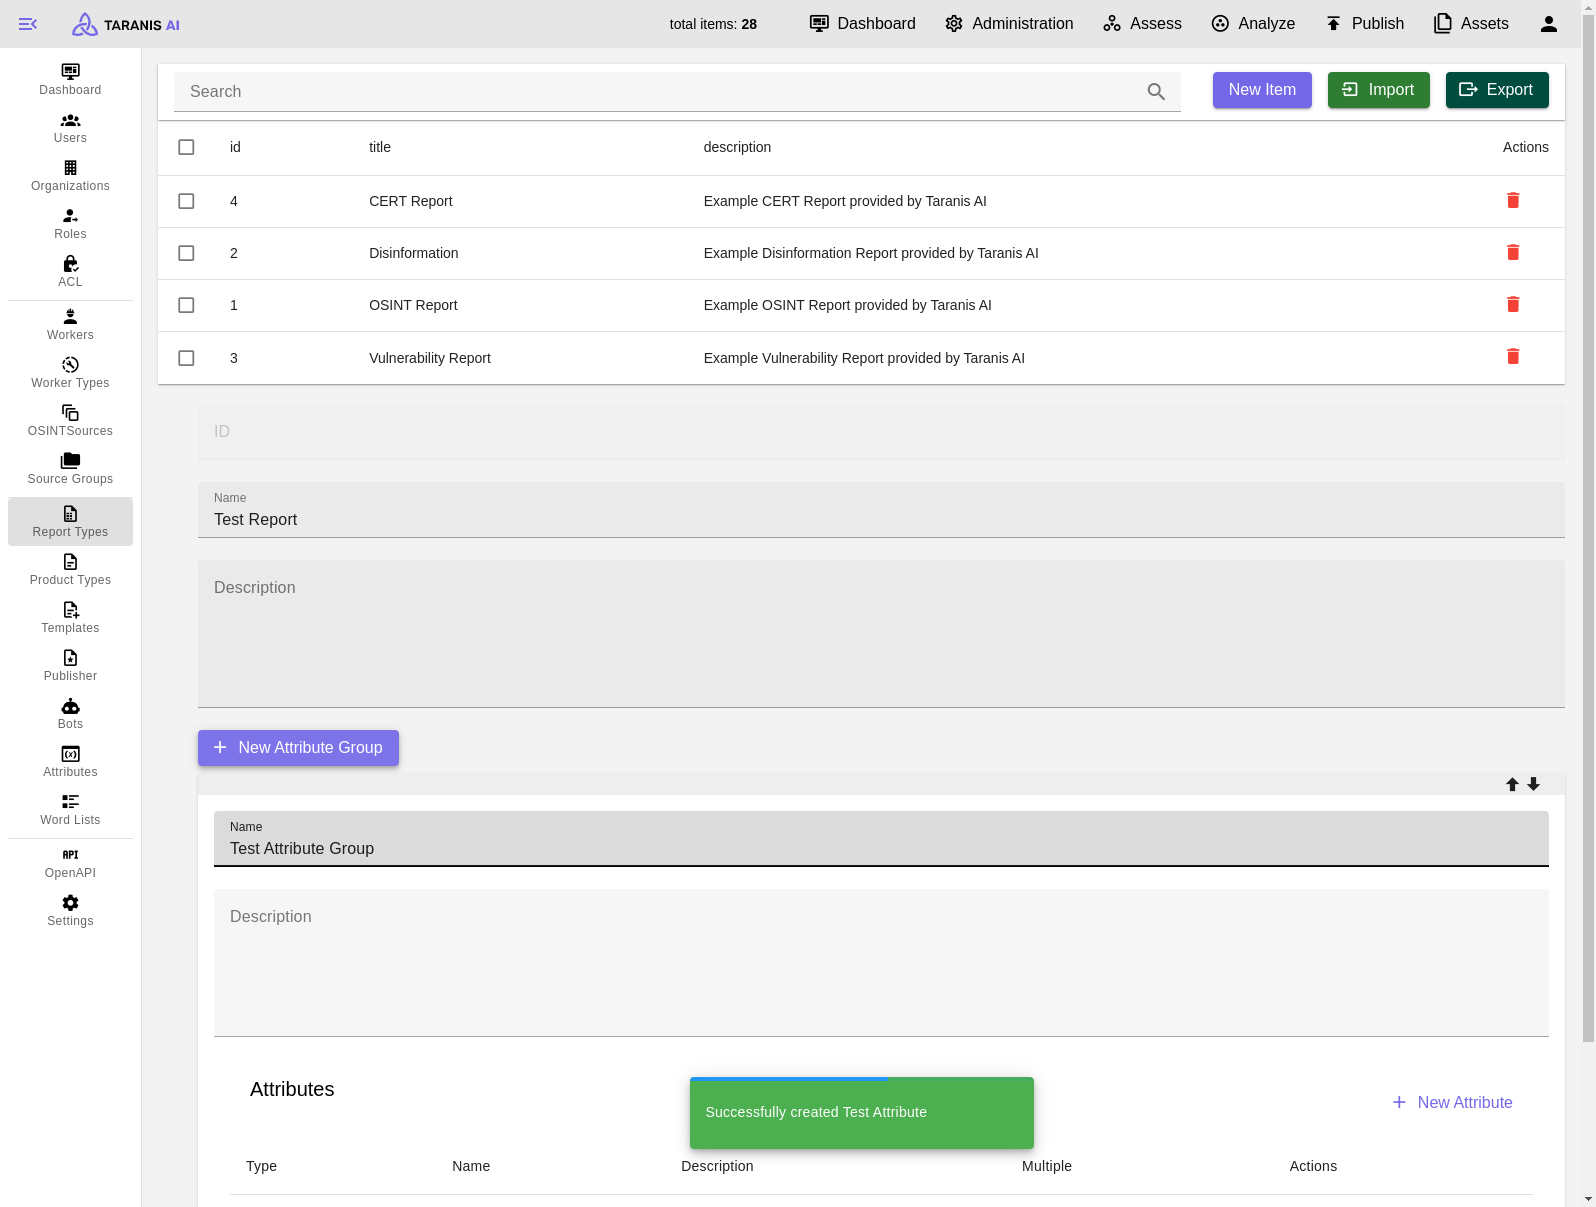 TARANIS AI
total items: 28
Dashboard
Administration
Assess
Analyze
Publish
Assets
Dashboard
Users
Organizations
Roles
ACL
Workers
Worker Types
OSINTSources
Source Groups
Report Types
Product Types
Templates
Publisher
Bots
Attributes
Word Lists
OpenAPI
Settings
Search
New Item
Import
Export
id title description Actions
4 CERT Report Example CERT Report provided by Taranis AI
2 Disinformation Example Disinformation Report provided by Taranis AI
1 OSINT Report Example OSINT Report provided by Taranis AI
3 Vulnerability Report Example Vulnerability Report provided by Taranis AI
ID
Name
Test Report
Description
New Attribute Group
Name
Test Attribute Group
Description
Attributes
Successfully created Test Attribute
New Attribute
Type Name Description Multiple Actions